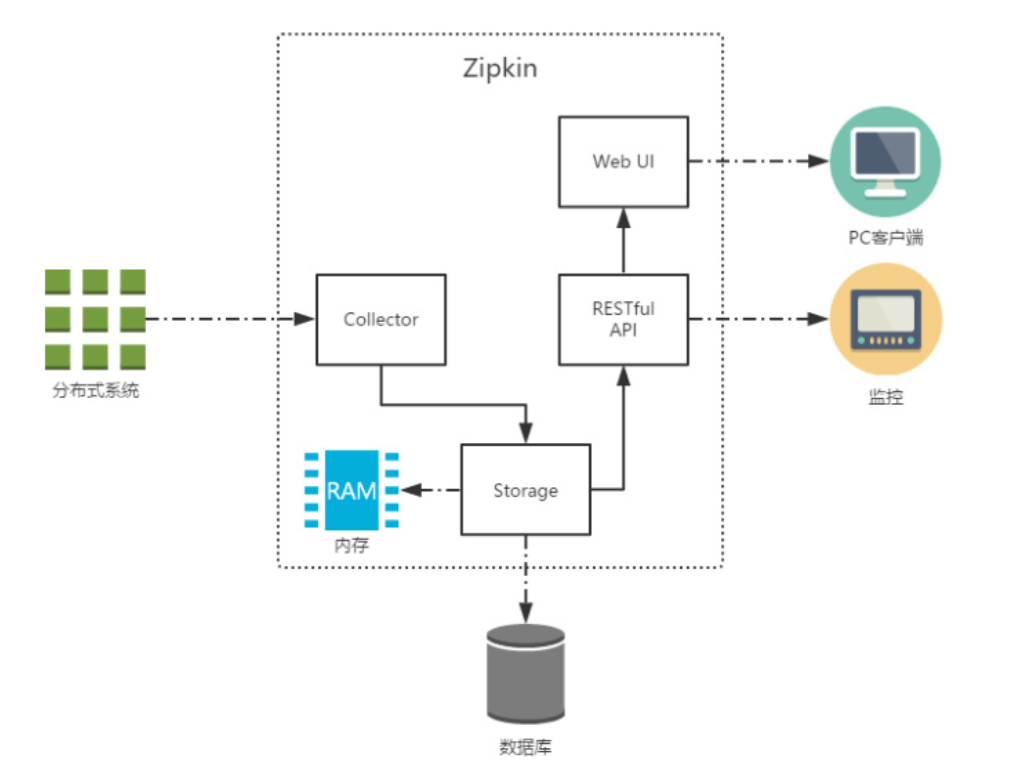 Zipkin
Web UI
PC客户端
Collector
RESTful
API
分布式系统
监控
RAM
Storage
内存
数据库